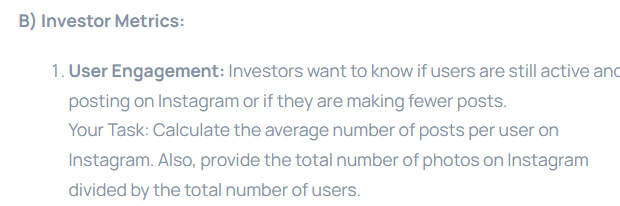 B) Investor Metrics:
1. User Engagement: Investors want to know if users are still active and
posting on Instagram or if they are making fewer posts.
Your Task: Calculate the average number of posts per user on
Instagram. Also, provide the total number of photos on Instagram
divided by the total number of users.